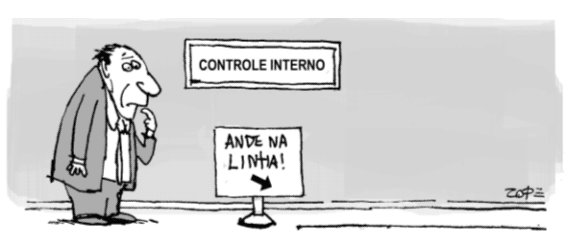 CONTROLE INTERNO
ANDE NA
LINHA!
ZOPE